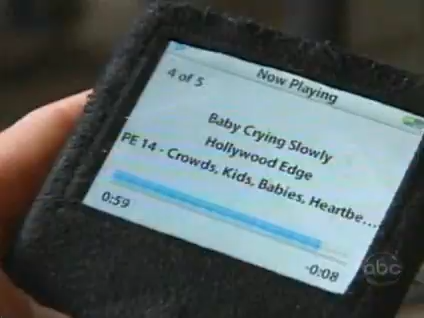 Now Playing
4 of 5
Baby Crying Slowly
Hollywood Edge
PE 14 - Crowds, Kids, Babies, Heartbe....
0:59
-0:08
abc